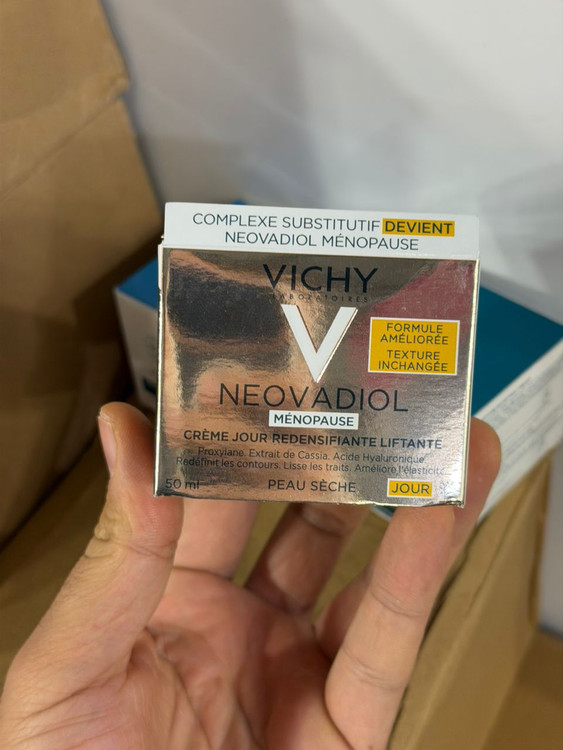 COMPLEXE SUBSTITUTIF DEVIENT
NEOVADIOL MÉNOPAUSE
VICHY
LABORATOIRES
V
FORMULE
AMÉLIORÉE
TEXTURE
INCHANGÉE
NEOVADIOL
MÉNOPAUSE
CRÈME JOUR REDENSIFIANTE LIFTANTE
Proxylane. Extrait de Cassia. Acide Hyaluronique.
Redéfinit les contours. Lisse les traits. Améliore l'élasticité.
50 ml PEAU SÈCHE JOUR